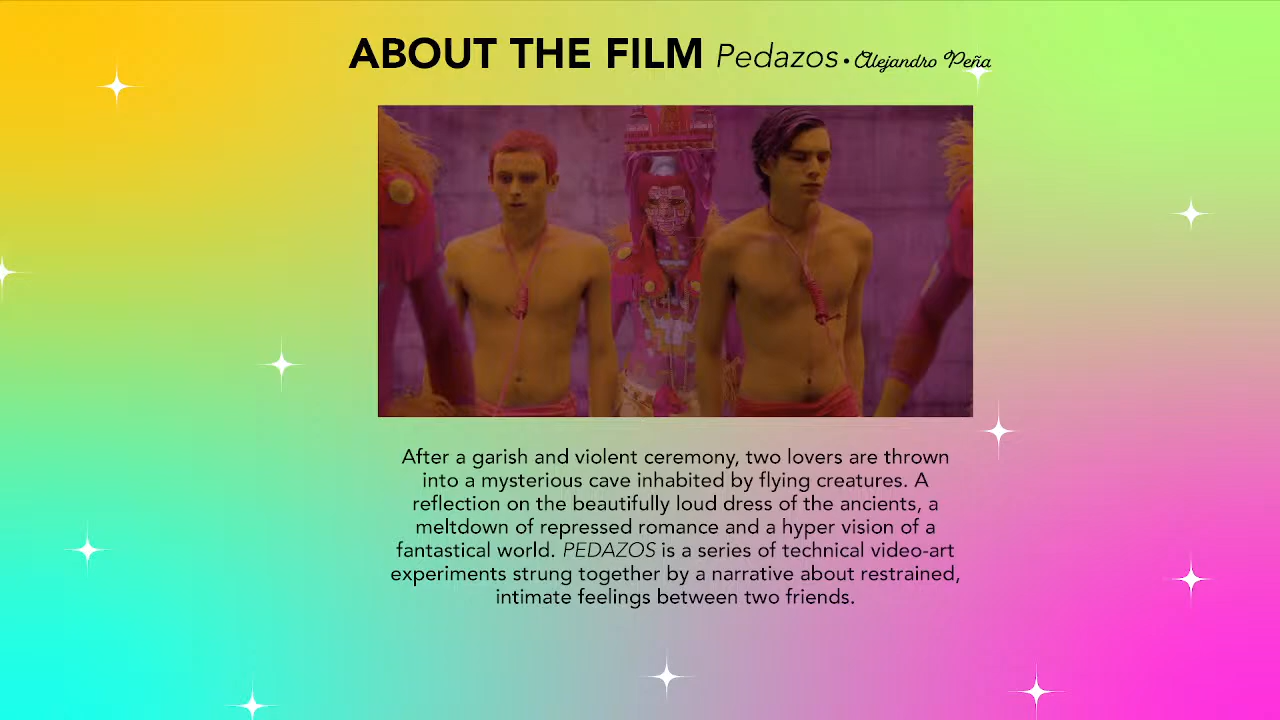 ABOUT THE FILM Pedazos • Alejandro Peña
After a garish and violent ceremony, two lovers are thrown
into a mysterious cave inhabited by flying creatures. A
reflection on the beautifully loud dress of the ancients, a
meltdown of repressed romance and a hyper vision of a
fantastical world. PEDAZOS is a series of technical video-art
experiments strung together by a narrative about restrained,
intimate feelings between two friends.